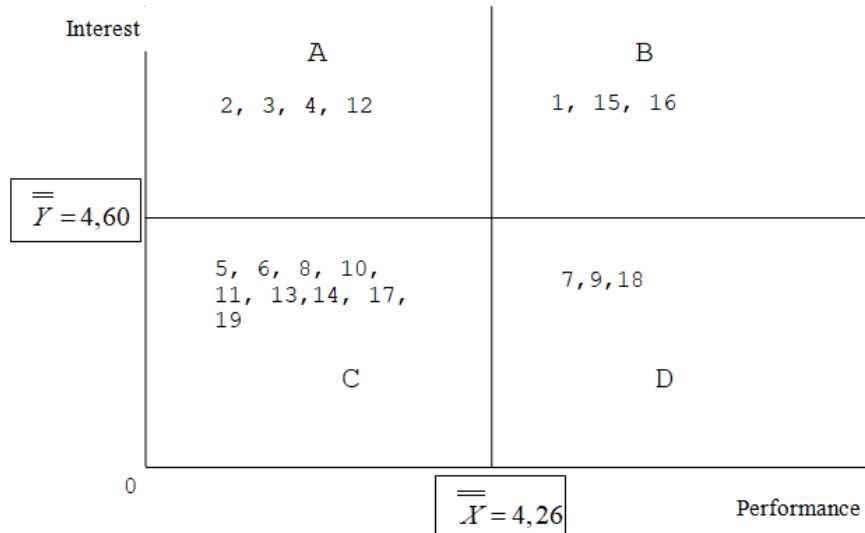 Interest
A
B
2, 3, 4, 12
1, 15, 16
Y̿ = 4,60
5, 6, 8, 10,
11, 13,14, 17,
19
7,9,18
C
D
0
X̿ = 4,26
Performance